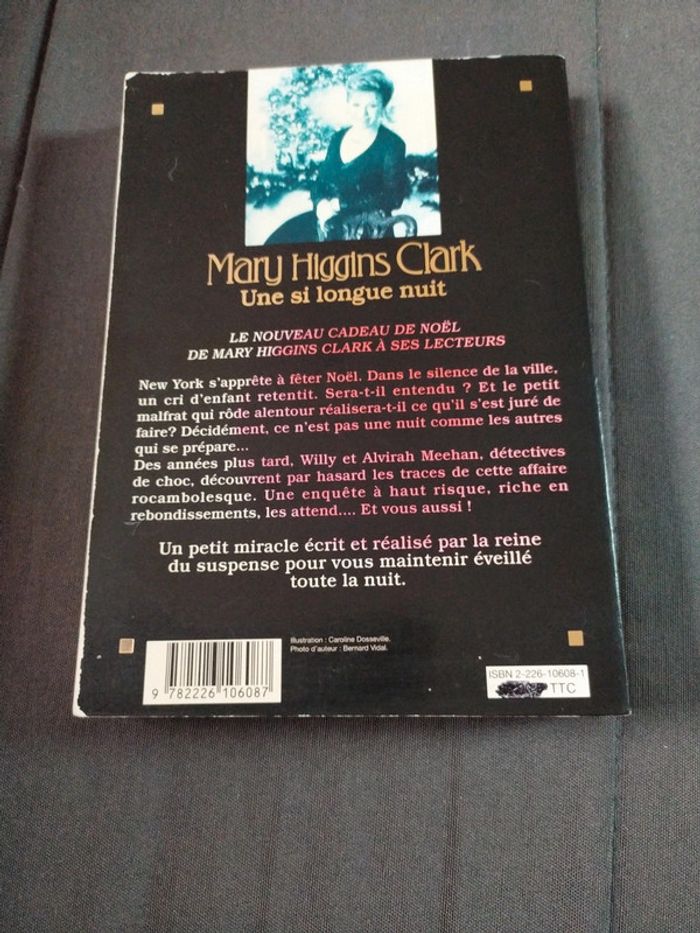 Mary Higgins Clark
Une si longue nuit
LE NOUVEAU CADEAU DE NOËL
DE MARY HIGGINS CLARK À SES LECTEURS
New York s'apprête à fêter Noël. Dans le silence de la ville,
un cri d'enfant retentit. Sera-t-il entendu ? Et le petit
malfrat qui rôde alentour réalisera-t-il ce qu'il s'est juré de
faire? Décidément, ce n'est pas une nuit comme les autres
qui se prépare...
Des années plus tard, Willy et Alvirah Meehan, détectives
de choc, découvrent par hasard les traces de cette affaire
rocambolesque. Une enquête à haut risque, riche en
rebondissements, les attend.... Et vous aussi !
Un petit miracle écrit et réalisé par la reine
du suspense pour vous maintenir éveillé
toute la nuit.
Illustration : Caroline Dosseville.
Photo d'auteur : Bernard Vidal.
ISBN 2-226-10608-1
TTC
9 782226 106087